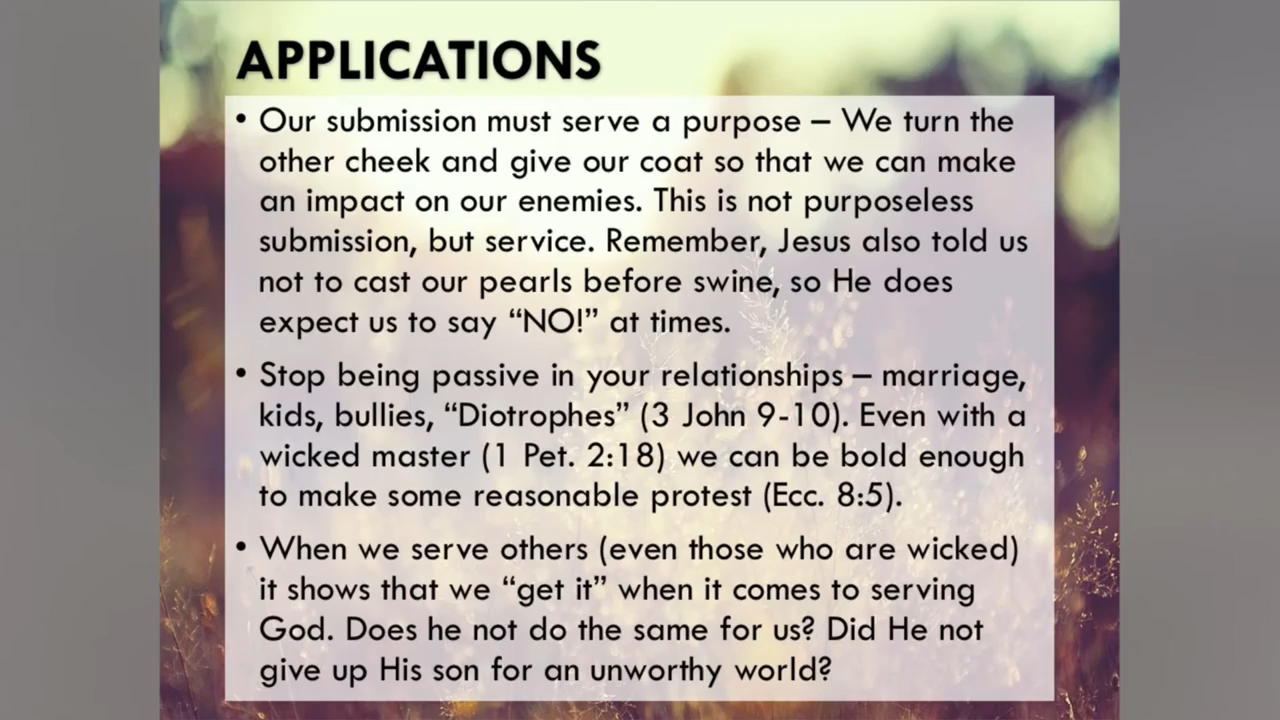 APPLICATIONS
• Our submission must serve a purpose – We turn the
other cheek and give our coat so that we can make
an impact on our enemies. This is not purposeless
submission, but service. Remember, Jesus also told us
not to cast our pearls before swine, so He does
expect us to say “NO!” at times.
• Stop being passive in your relationships – marriage,
kids, bullies, “Diotrophes” (3 John 9-10). Even with a
wicked master (1 Pet. 2:18) we can be bold enough
to make some reasonable protest (Ecc. 8:5).
• When we serve others (even those who are wicked)
it shows that we “get it” when it comes to serving
God. Does he not do the same for us? Did He not
give up His son for an unworthy world?